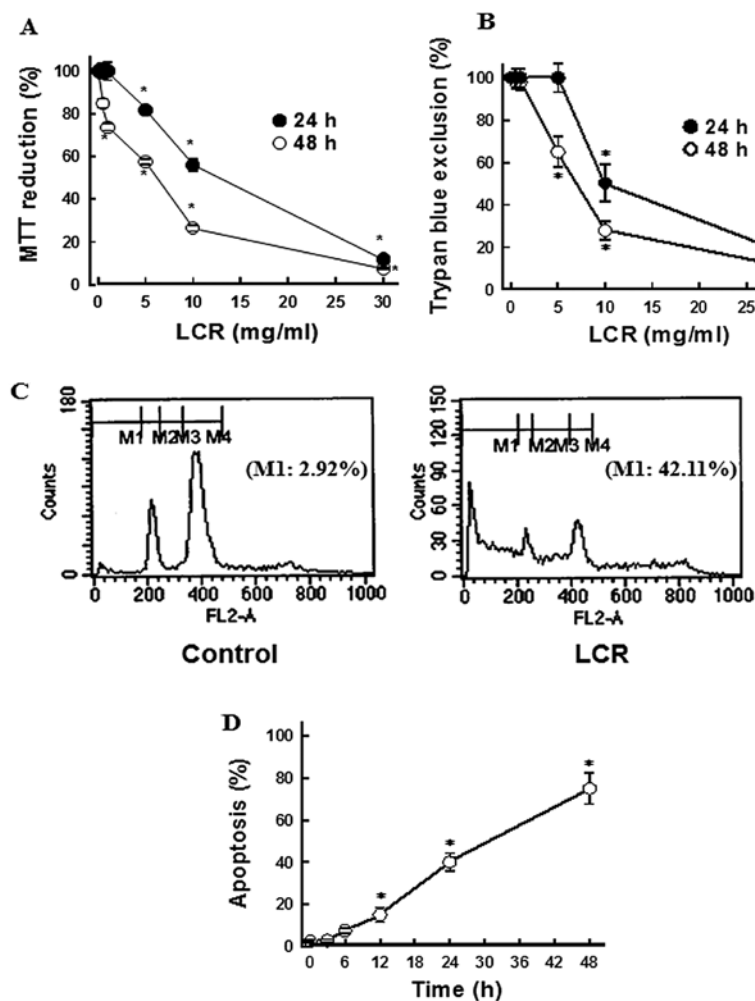 A
MTT reduction (%)
100
80
60
40
20
0
* * * *
* * * *
24 h
48 h
0 5 10 15 20 25 30
LCR (mg/ml)
B
Trypan blue exclusion (%)
100
80
60
40
20
0
*
* *
24 h
48 h
0 5 10 15 20 25
LCR (mg/ml)
C
Counts
180
0
M1 M2 M3 M4
(M1: 2.92%)
0 200 400 600 800 1000
FL2-A
Control
Counts
150
120
90
60
30
0
M1 M2 M3 M4
(M1: 42.11%)
0 200 400 600 800 1000
FL2-A
LCR
D
Apoptosis (%)
100
80
60
40
20
0
* * *
0 6 12 18 24 30 36 42 48
Time (h)